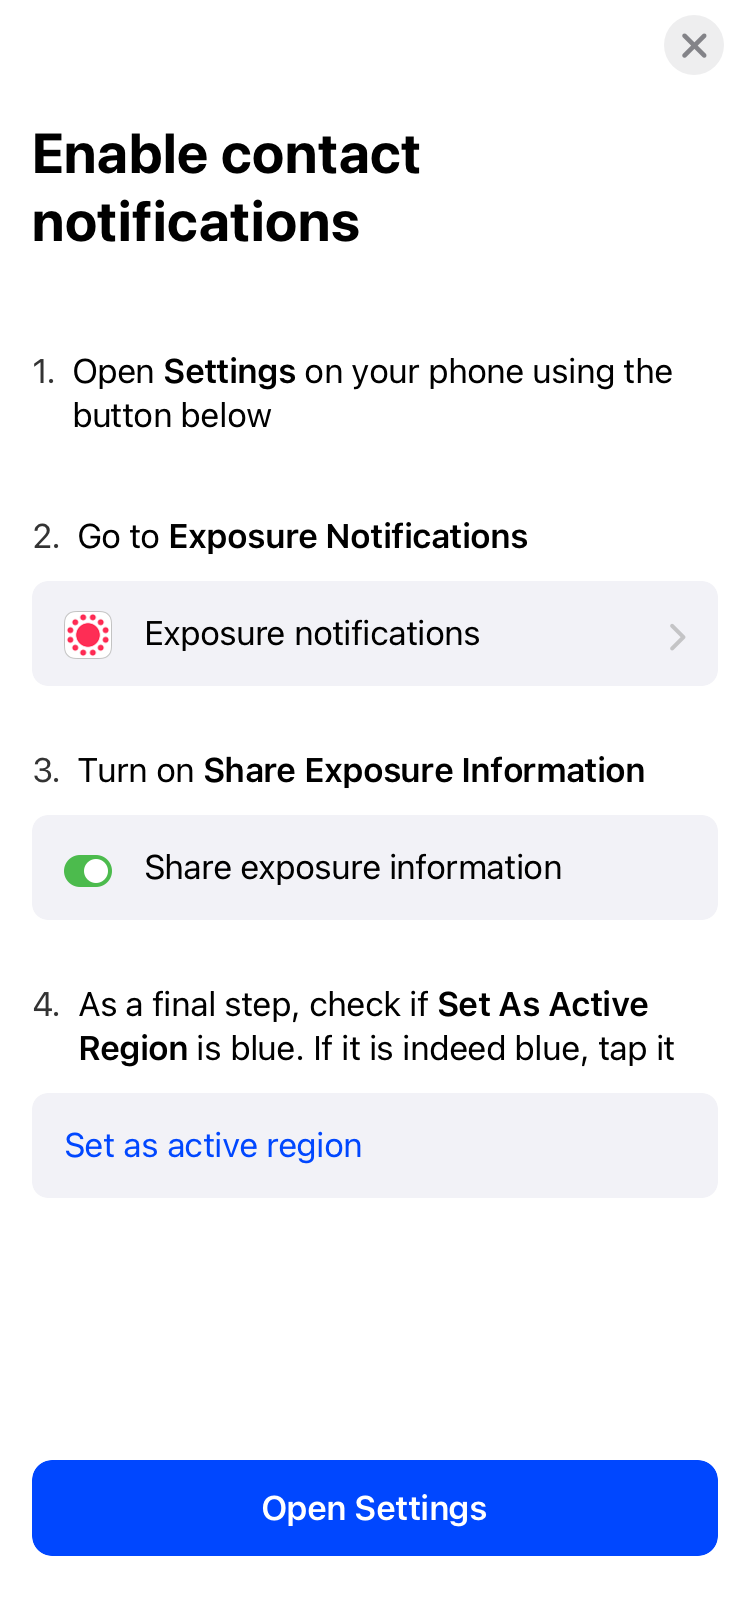 Enable contact
notifications
1. Open Settings on your phone using the
button below
2. Go to Exposure Notifications
Exposure notifications
3. Turn on Share Exposure Information
Share exposure information
4. As a final step, check if Set As Active
Region is blue. If it is indeed blue, tap it
Set as active region
Open Settings